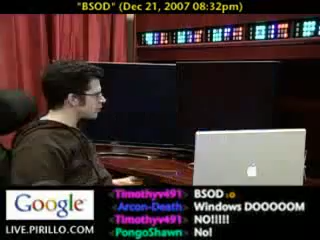 "BSOD" (Dec 21, 2007 08:32pm)
Google
LIVE.PIRILLO.COM
<Timothyv491> BSOD
<Arcon-Death> Windows DOOOOOM
<Timothyv491> NO!!!!!
<PongoShawn> No!